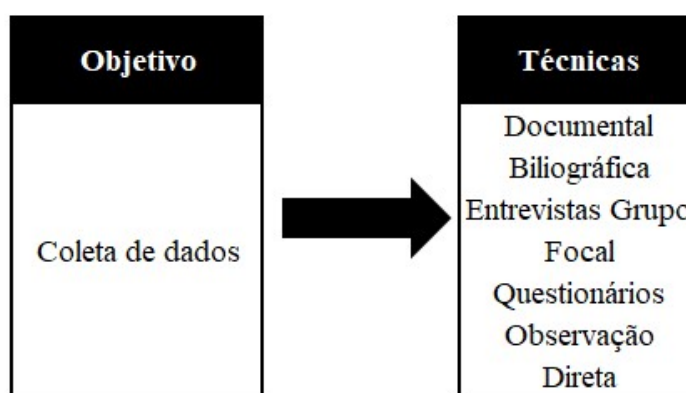 Objetivo
Coleta de dados
Técnicas
Documental
Biliográfica
Entrevistas Grupo
Focal
Questionários
Observação
Direta